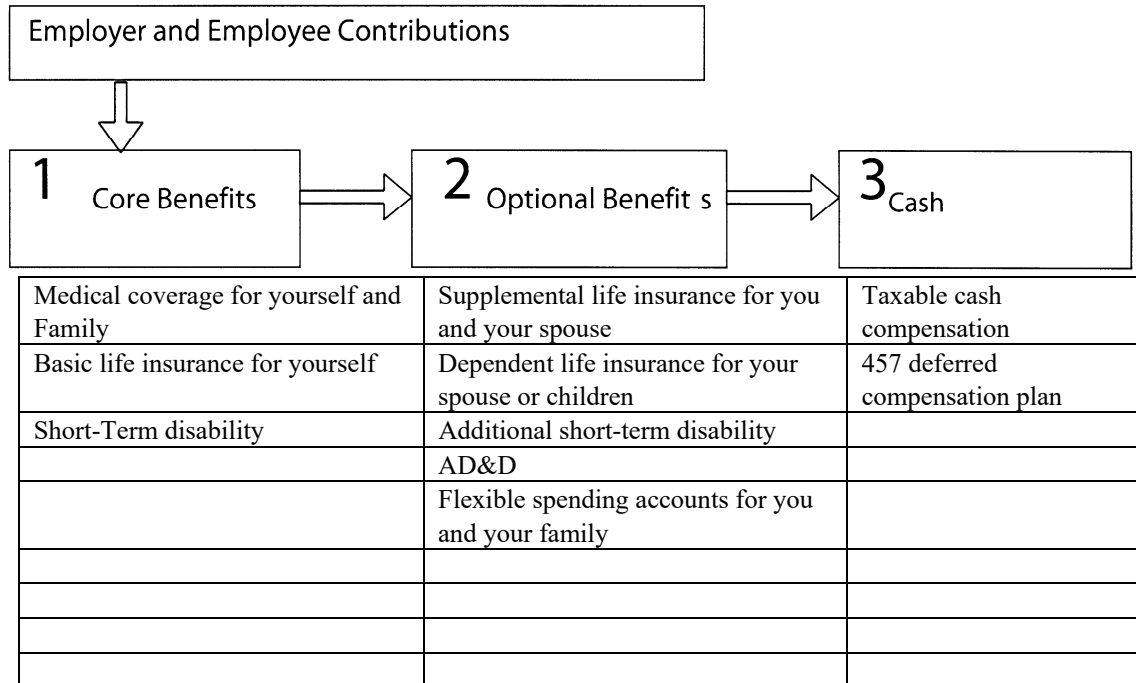 Employer and Employee Contributions
1 Core Benefits
2 Optional Benefit s
3 Cash
Medical coverage for yourself and
Family
Supplemental life insurance for you
and your spouse
Taxable cash
compensation
Basic life insurance for yourself
Dependent life insurance for your
spouse or children
457 deferred
compensation plan
Short-Term disability
Additional short-term disability
AD&D
Flexible spending accounts for you
and your family